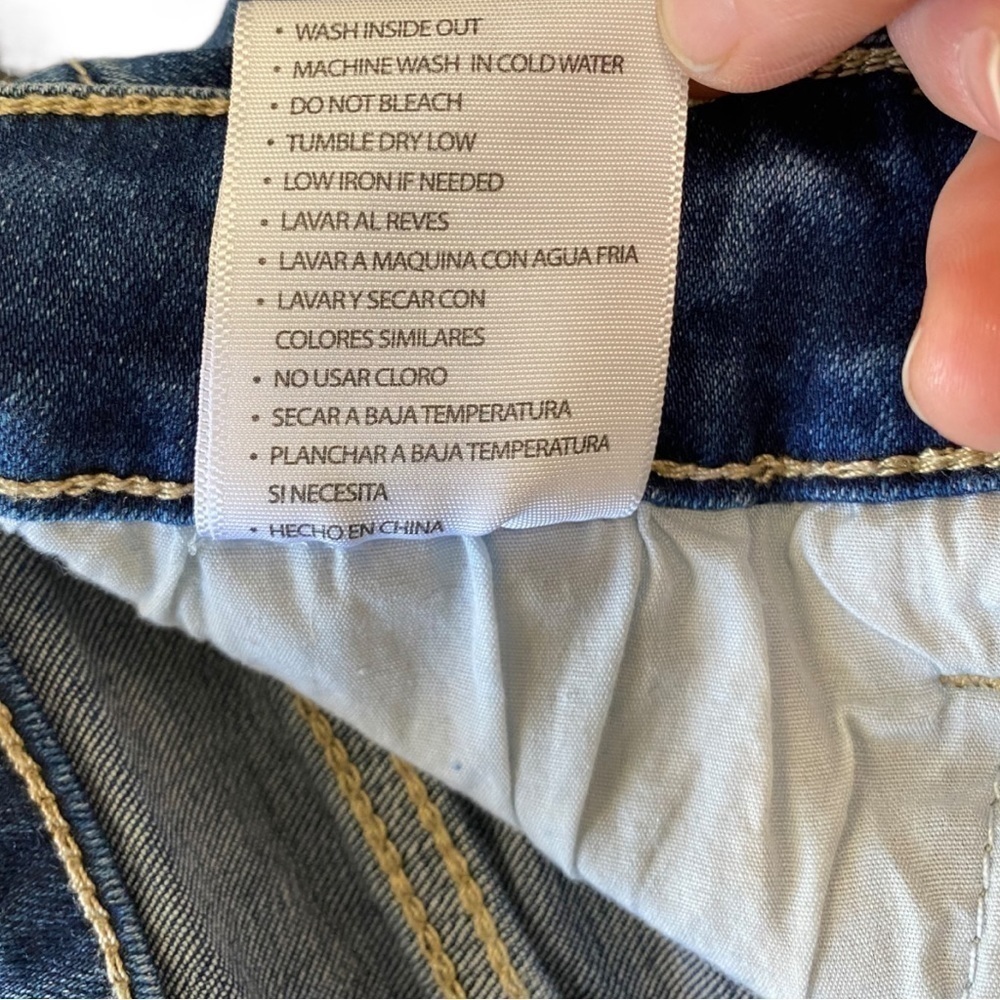 • WASH INSIDE OUT
• MACHINE WASH IN COLD WATER
• DO NOT BLEACH
• TUMBLE DRY LOW
• LOW IRON IF NEEDED
• LAVAR AL REVES
• LAVAR A MAQUINA CON AGUA FRIA
• LAVAR Y SECAR CON
COLORES SIMILARES
• NO USAR CLORO
• SECAR A BAJA TEMPERATURA
• PLANCHAR A BAJA TEMPERATURA
SI NECESITA
• HECHO EN CHINA